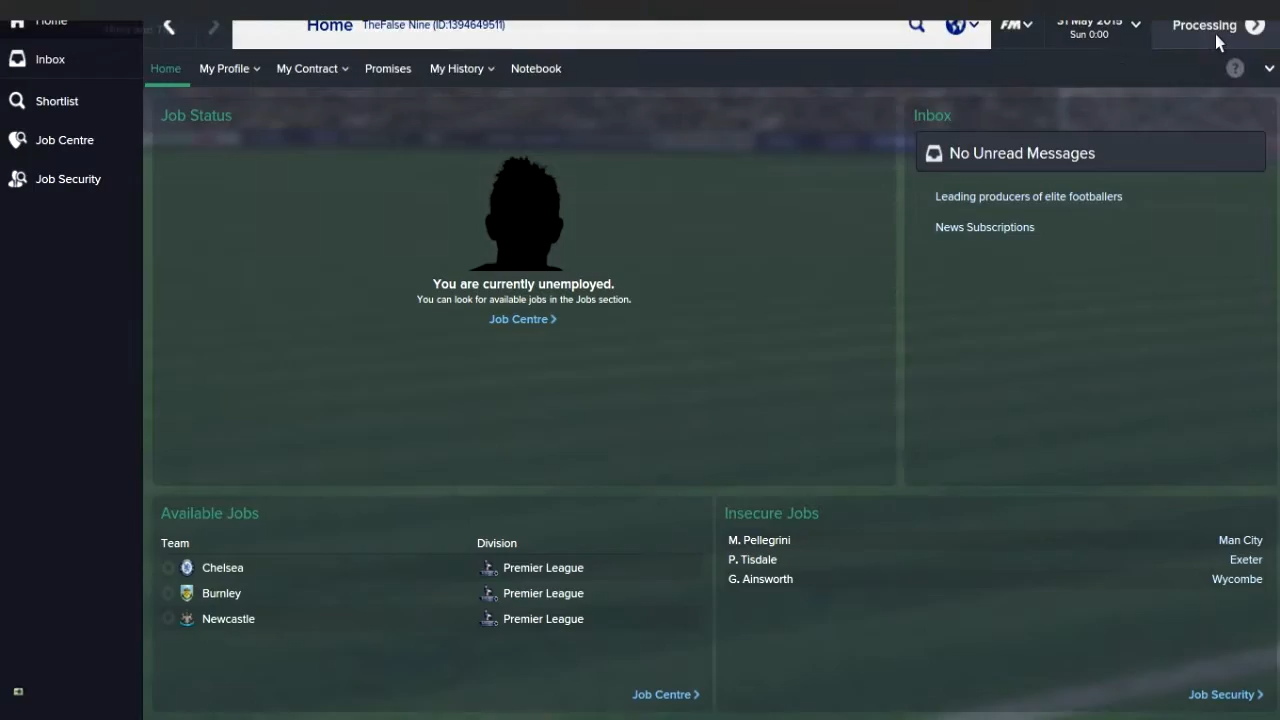 Home
Home TheFalse Nine (ID:1394649511)
FM
31 May 2015
Sun 0:00
Processing
Inbox
Shortlist
Job Centre
Job Security
Home My Profile My Contract Promises My History Notebook
?
Job Status
You are currently unemployed.
You can look for available jobs in the Jobs section.
Job Centre >
Inbox
No Unread Messages
Leading producers of elite footballers
News Subscriptions
Available Jobs
Team Division
Chelsea Premier League
Burnley Premier League
Newcastle Premier League
Job Centre >
Insecure Jobs
M. Pellegrini Man City
P. Tisdale Exeter
G. Ainsworth Wycombe
Job Security >